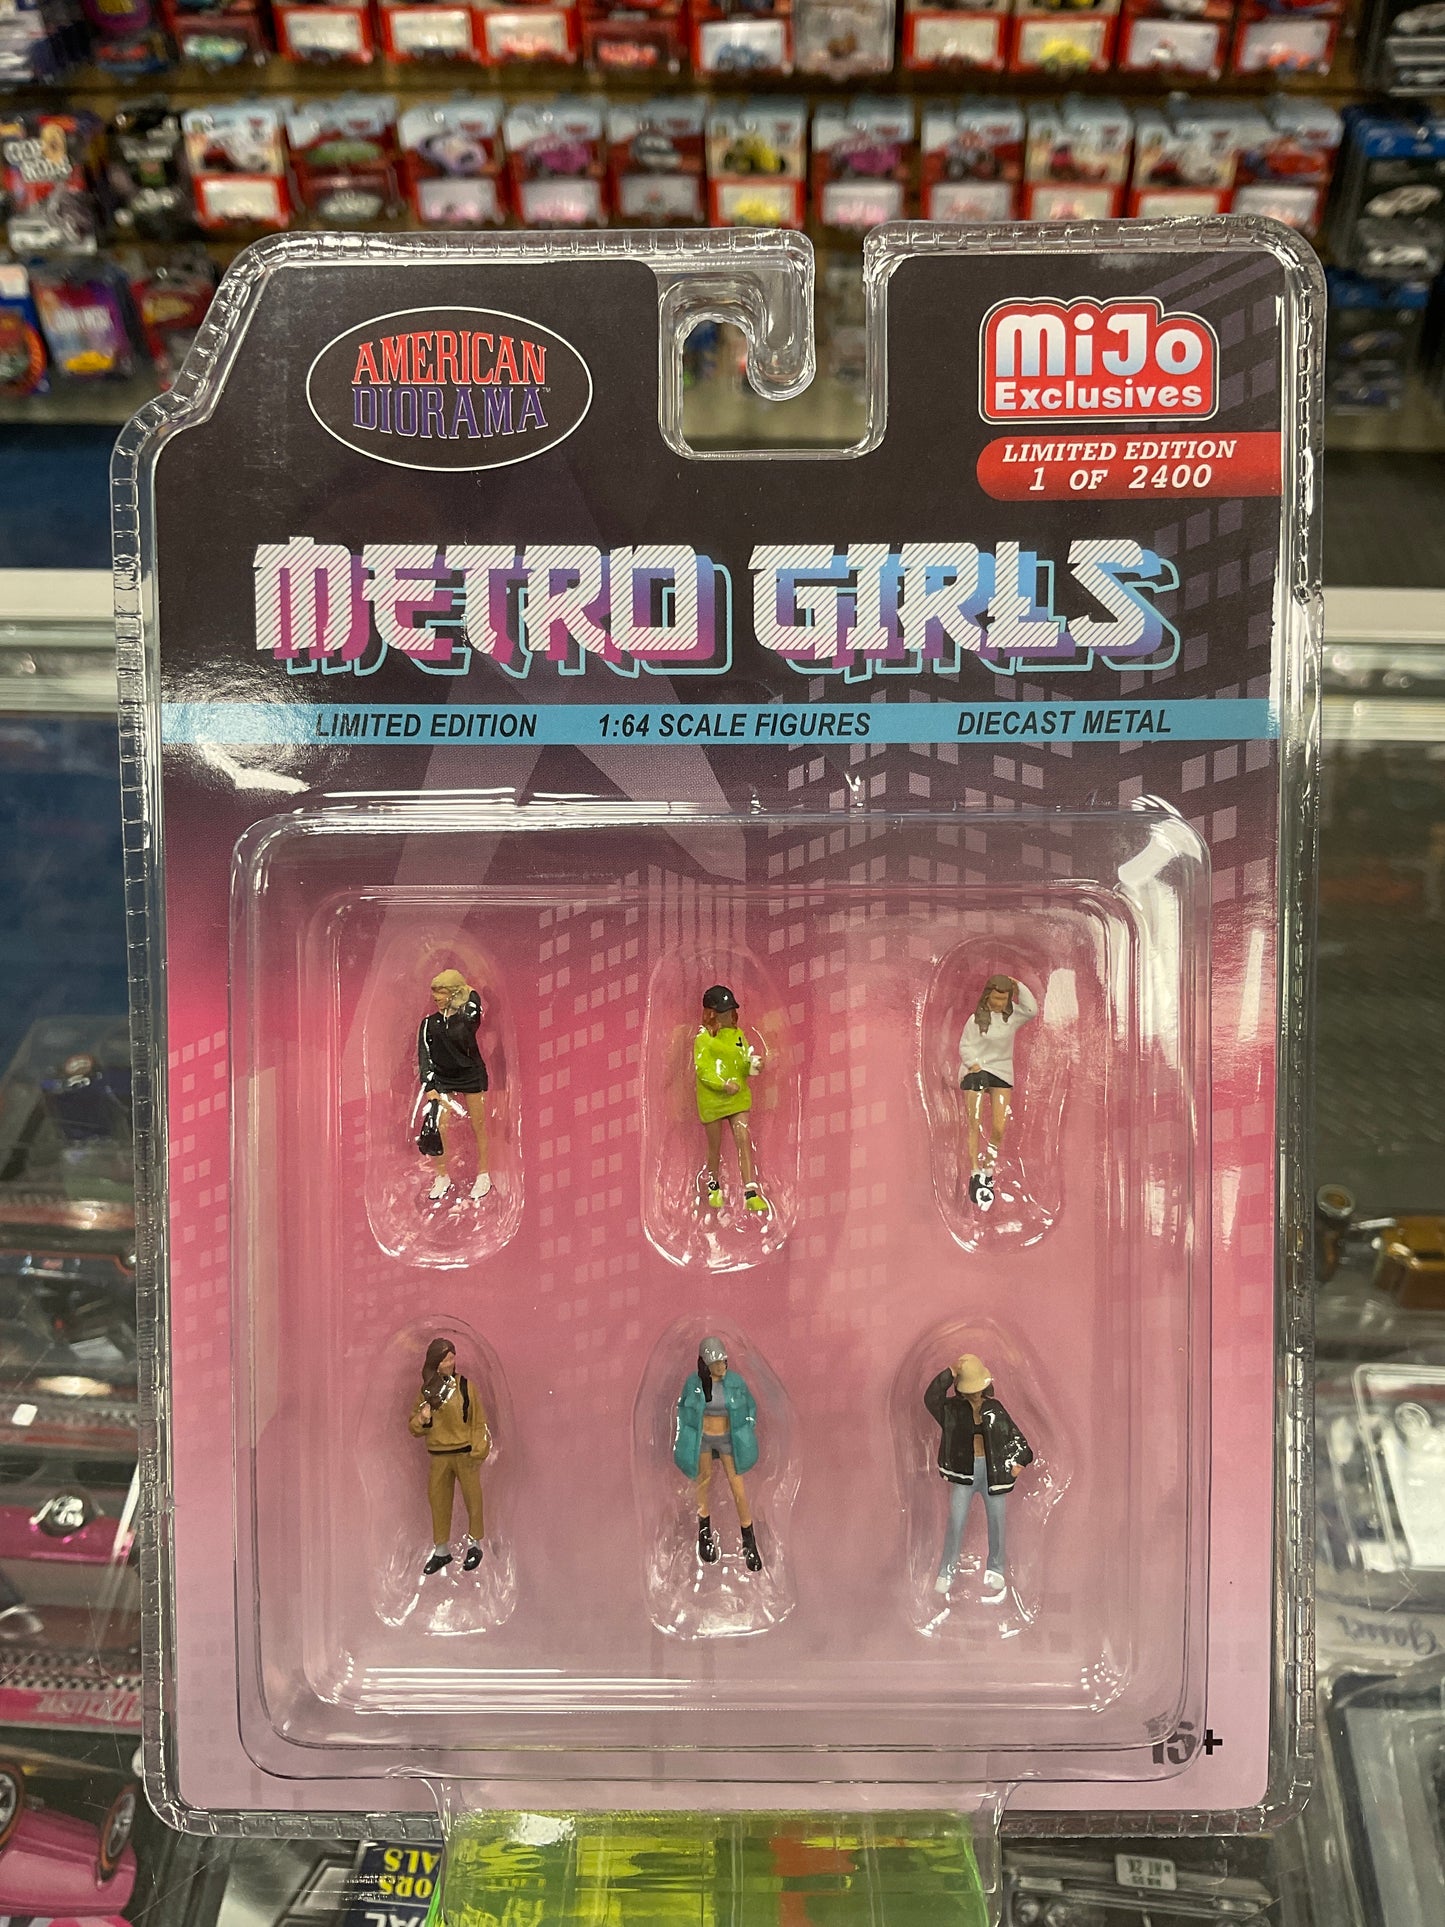 AMERICAN
DIORAMA
MiJo
Exclusives
LIMITED EDITION
1 OF 2400
METRO GIRLS
LIMITED EDITION 1:64 SCALE FIGURES DIECAST METAL
15+